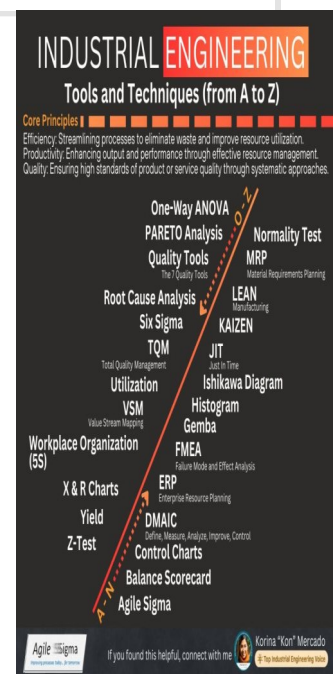 INDUSTRIAL ENGINEERING
Tools and Techniques (from A to Z)
Core Principles
Efficiency: Streamlining processes to eliminate waste and improve resource utilization.
Productivity: Enhancing output and performance through effective resource management.
Quality: Ensuring high standards of product or service quality through systematic approaches.
O - Z
One-Way ANOVA
PARETO Analysis
Quality Tools
The 7 Quality Tools
Root Cause Analysis
Six Sigma
TQM
Total Quality Management
Utilization
VSM
Value Stream Mapping
Workplace Organization
(5S)
X & R Charts
Yield
Z-Test
Normality Test
MRP
Material Requirements Planning
LEAN
Manufacturing
KAIZEN
JIT
Just In Time
Ishikawa Diagram
Histogram
Gemba
FMEA
Failure Mode and Effect Analysis
ERP
Enterprise Resource Planning
DMAIC
Define, Measure, Analyze, Improve, Control
Control Charts
Balance Scorecard
Agile Sigma
A - N
Agile Sigma
If you found this helpful, connect with me
Korina "Kon" Mercado
Top Industrial Engineering Voice